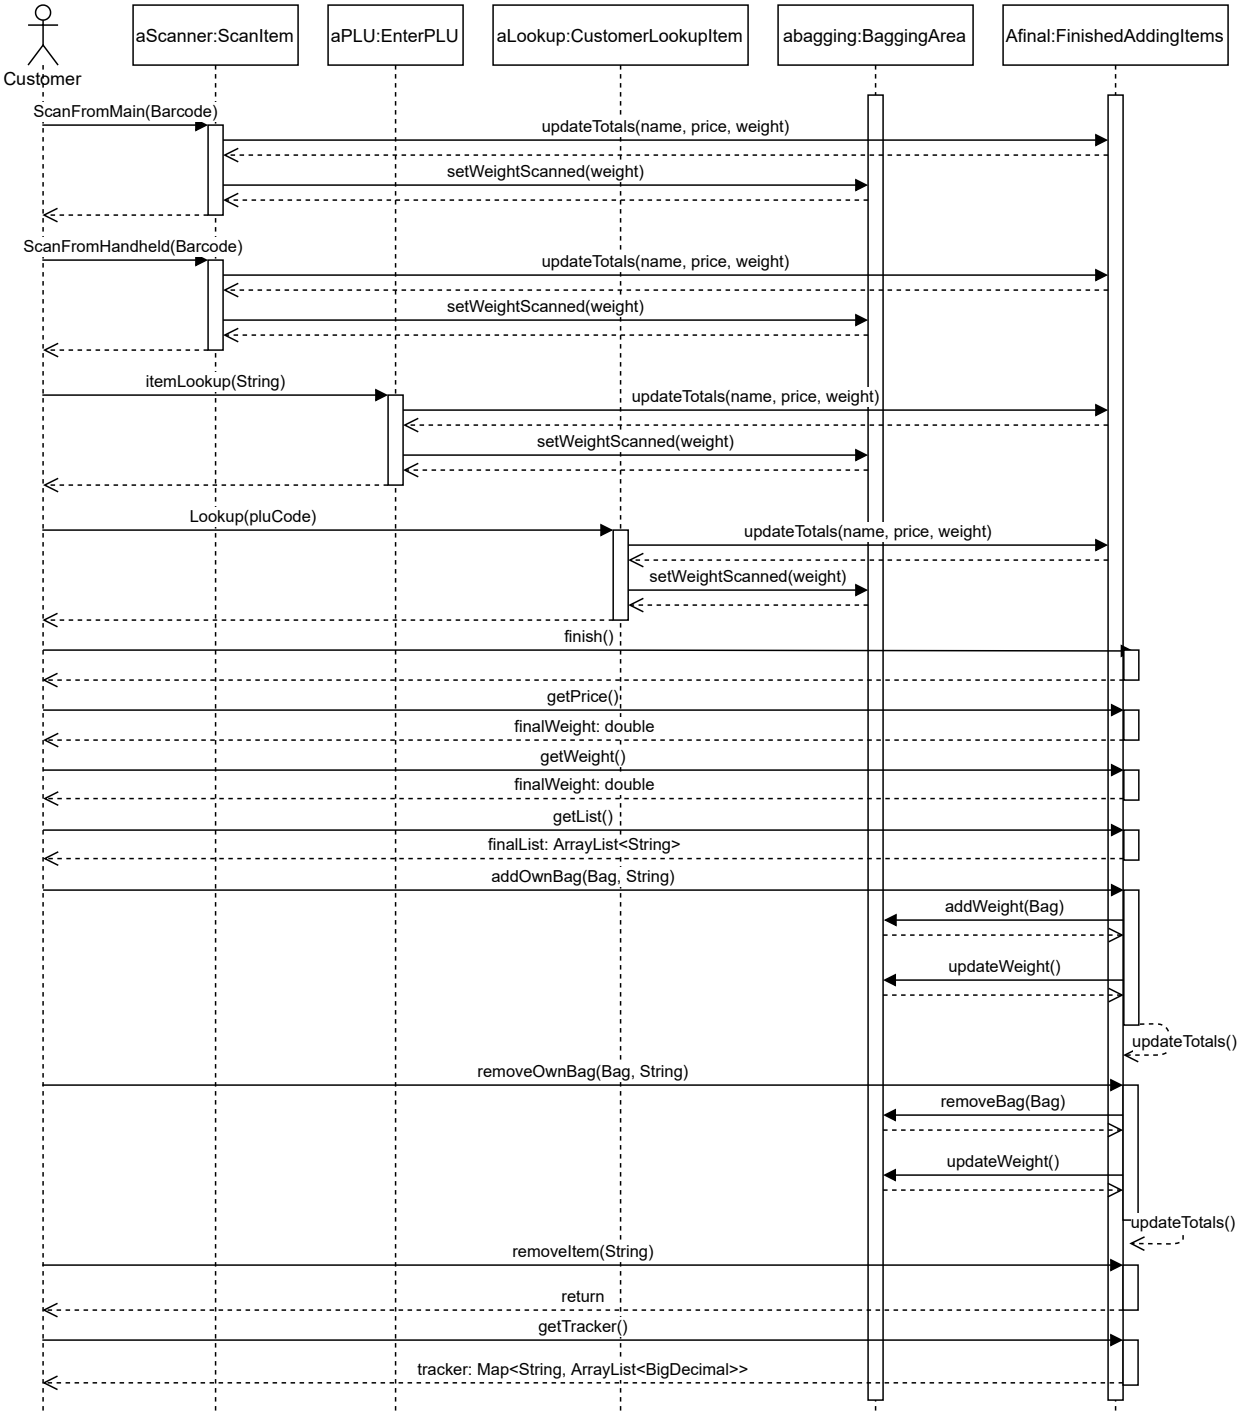 Customer
aScanner:ScanItem
aPLU:EnterPLU
aLookup:CustomerLookupItem
abagging:BaggingArea
Afinal:FinishedAddingItems
ScanFromMain(Barcode)
updateTotals(name, price, weight)
setWeightScanned(weight)
ScanFromHandheld(Barcode)
updateTotals(name, price, weight)
setWeightScanned(weight)
itemLookup(String)
updateTotals(name, price, weight)
setWeightScanned(weight)
Lookup(pluCode)
updateTotals(name, price, weight)
setWeightScanned(weight)
finish()
getPrice()
finalWeight: double
getWeight()
finalWeight: double
getList()
finalList: ArrayList<String>
addOwnBag(Bag, String)
addWeight(Bag)
updateWeight()
updateTotals()
removeOwnBag(Bag, String)
removeBag(Bag)
updateWeight()
updateTotals()
removeItem(String)
return
getTracker()
tracker: Map<String, ArrayList<BigDecimal>>